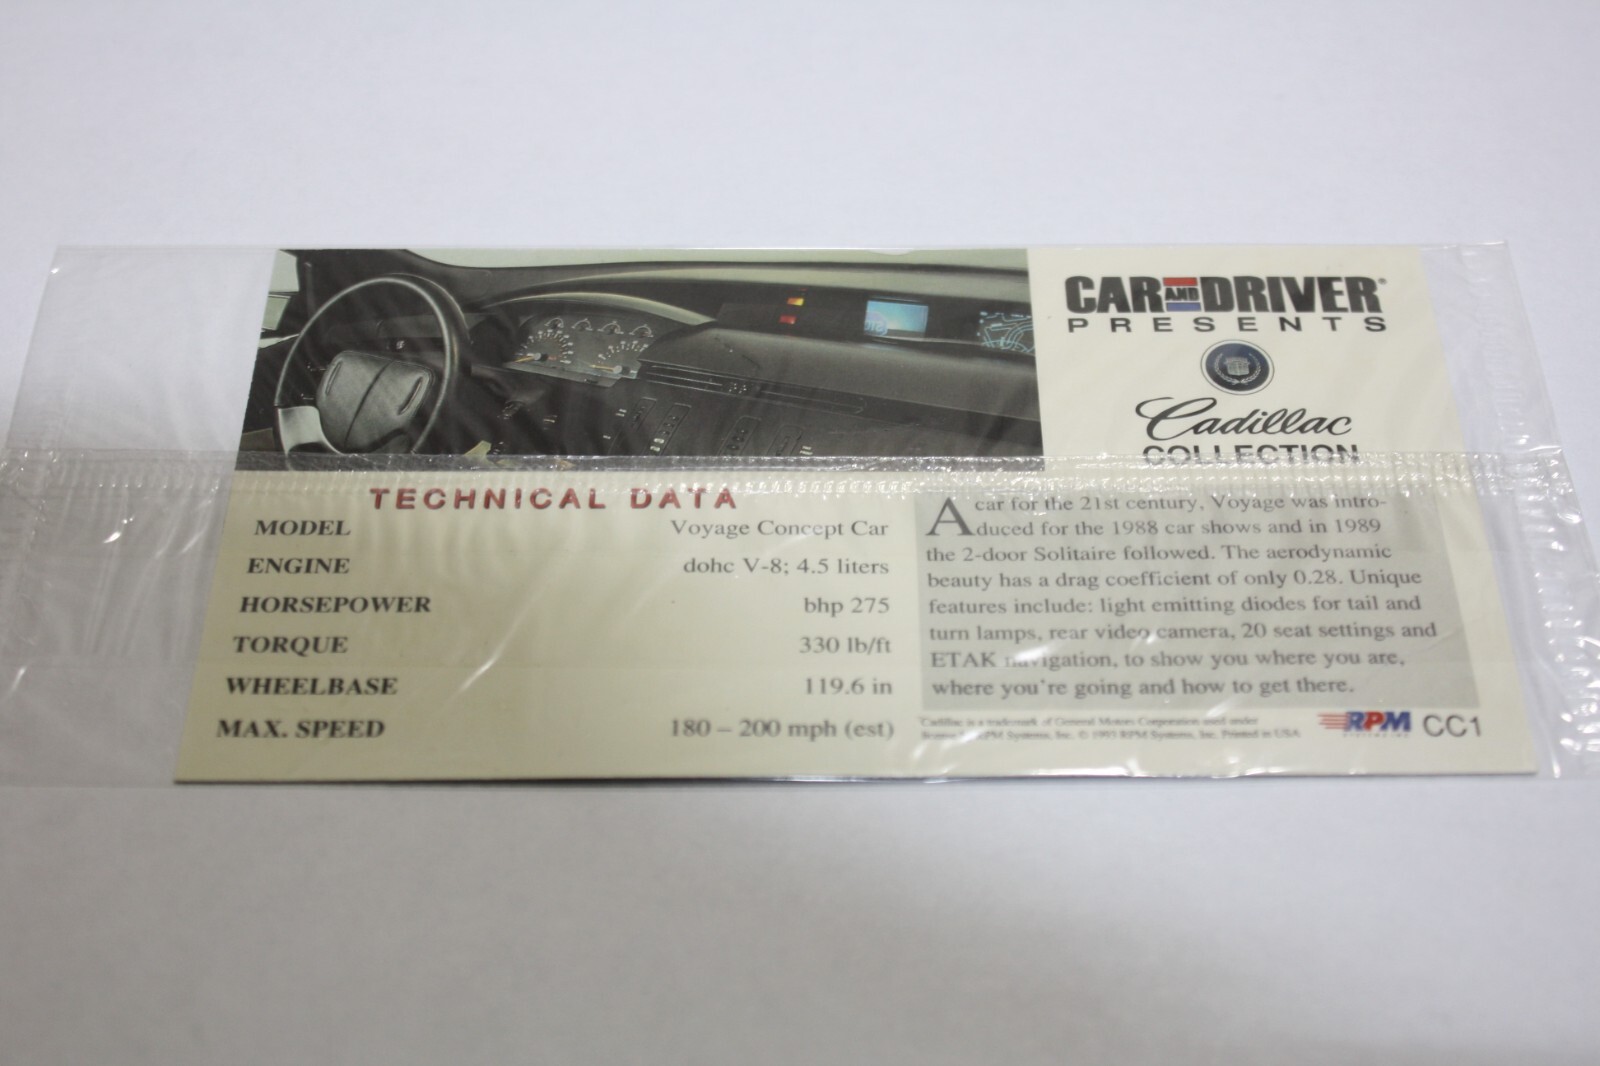 CAR AND DRIVER®
PRESENTS
Cadillac
COLLECTION
TECHNICAL DATA
MODEL Voyage Concept Car
ENGINE dohc V-8; 4.5 liters
HORSEPOWER bhp 275
TORQUE 330 lb/ft
WHEELBASE 119.6 in
MAX. SPEED 180 – 200 mph (est)
A car for the 21st century, Voyage was intro-
duced for the 1988 car shows and in 1989
the 2-door Solitaire followed. The aerodynamic
beauty has a drag coefficient of only 0.28. Unique
features include: light emitting diodes for tail and
turn lamps, rear video camera, 20 seat settings and
ETAK navigation, to show you where you are,
where you're going and how to get there.
Cadillac is a trademark of General Motors Corporation used under
RPM Systems, Inc. © 1993 RPM Systems, Inc. Printed in USA
RPM CC1